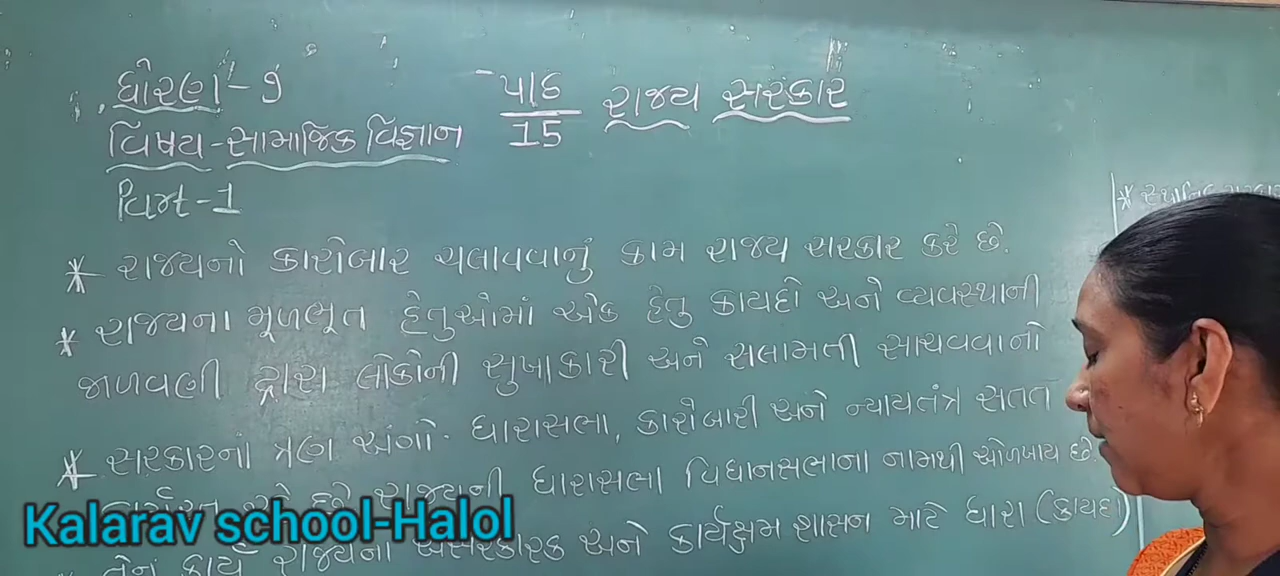 ધોરણ - 7
પાઠ 15 રાજ્ય સરકાર
વિષય - સામાજિક વિજ્ઞાન
વિભાગ - 1
* સ્થાનિક સરકાર
* રાજ્યનો કારોબાર ચલાવવાનું કામ રાજ્ય સરકાર કરે છે.
* રાજ્યના મૂળભૂત હેતુઓમાં એક હેતુ કાયદો અને વ્યવસ્થાની
જાળવણી દ્વારા લોકોની સુખાકારી અને સલામતી સાચવવાનો
* સરકારનાં ત્રણ અંગો. ધારાસભા, કારોબારી અને ન્યાયતંત્ર સતત
રાજ્યની ધારાસભા વિધાનસભાના નામથી ઓળખાય છે.
રાજ્યના અસરકારક અને કાર્યક્ષમ શાસન માટે ધારા (કાયદા)
Kalarav school-Halol